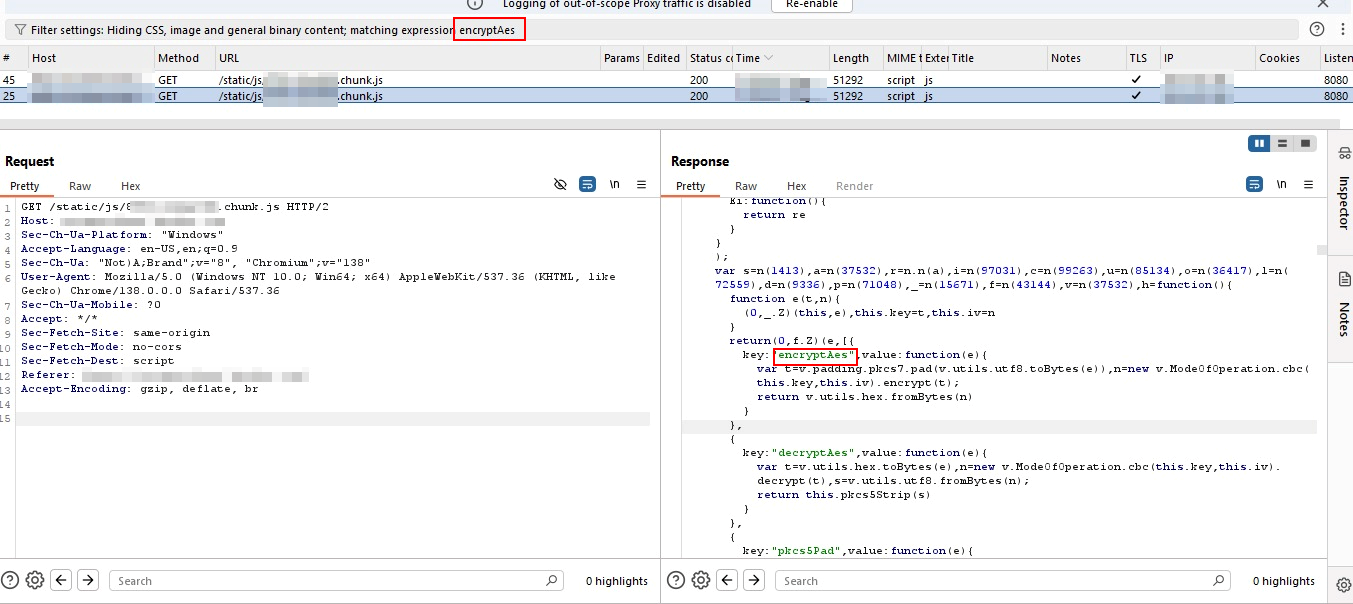 Logging of out-of-scope Proxy traffic is disabled Re-enable
Filter settings: Hiding CSS, image and general binary content; matching expression encryptAes
# Host Method URL Params Edited Status co Time Length MIME t Exter Title Notes TLS IP Cookies Listen
45 GET /static/js/ .chunk.js 200 51292 script js ✓ 8080
25 GET /static/js/ .chunk.js 200 51292 script js ✓ 8080
Request
Pretty Raw Hex
\n
1 GET /static/js/8 .chunk.js HTTP/2
2 Host:
3 Sec-Ch-Ua-Platform: "Windows"
4 Accept-Language: en-US,en;q=0.9
5 Sec-Ch-Ua: "Not)A;Brand";v="8", "Chromium";v="138"
6 User-Agent: Mozilla/5.0 (Windows NT 10.0; Win64; x64) AppleWebKit/537.36 (KHTML, like
Gecko) Chrome/138.0.0.0 Safari/537.36
7 Sec-Ch-Ua-Mobile: ?0
8 Accept: */*
9 Sec-Fetch-Site: same-origin
10 Sec-Fetch-Mode: no-cors
11 Sec-Fetch-Dest: script
12 Referer:
13 Accept-Encoding: gzip, deflate, br
14
15
Search
0 highlights
Response
Pretty Raw Hex Render
\n
Ki:function(){
return re
}
}
);
var s=n(1413),a=n(37532),r=n.n(a),i=n(97031),c=n(99263),u=n(85134),o=n(36417),l=n(
72559),d=n(9336),p=n(71048),_=n(15671),f=n(43144),v=n(37532),h=function(){
function e(t,n){
(0,_.Z)(this,e),this.key=t,this.iv=n
}
return(0,f.Z)(e,[{
key:"encryptAes",value:function(e){
var t=v.padding.pkcs7.pad(v.utils.utf8.toBytes(e)),n=new v.ModeOfOperation.cbc(
this.key,this.iv).encrypt(t);
return v.utils.hex.fromBytes(n)
}
},
{
key:"decryptAes",value:function(e){
var t=v.utils.hex.toBytes(e),n=new v.ModeOfOperation.cbc(this.key,this.iv).
decrypt(t),s=v.utils.utf8.fromBytes(n);
return this.pkcs5Strip(s)
}
},
{
key:"pkcs5Pad",value:function(e){
Search
0 highlights
Inspector
Notes